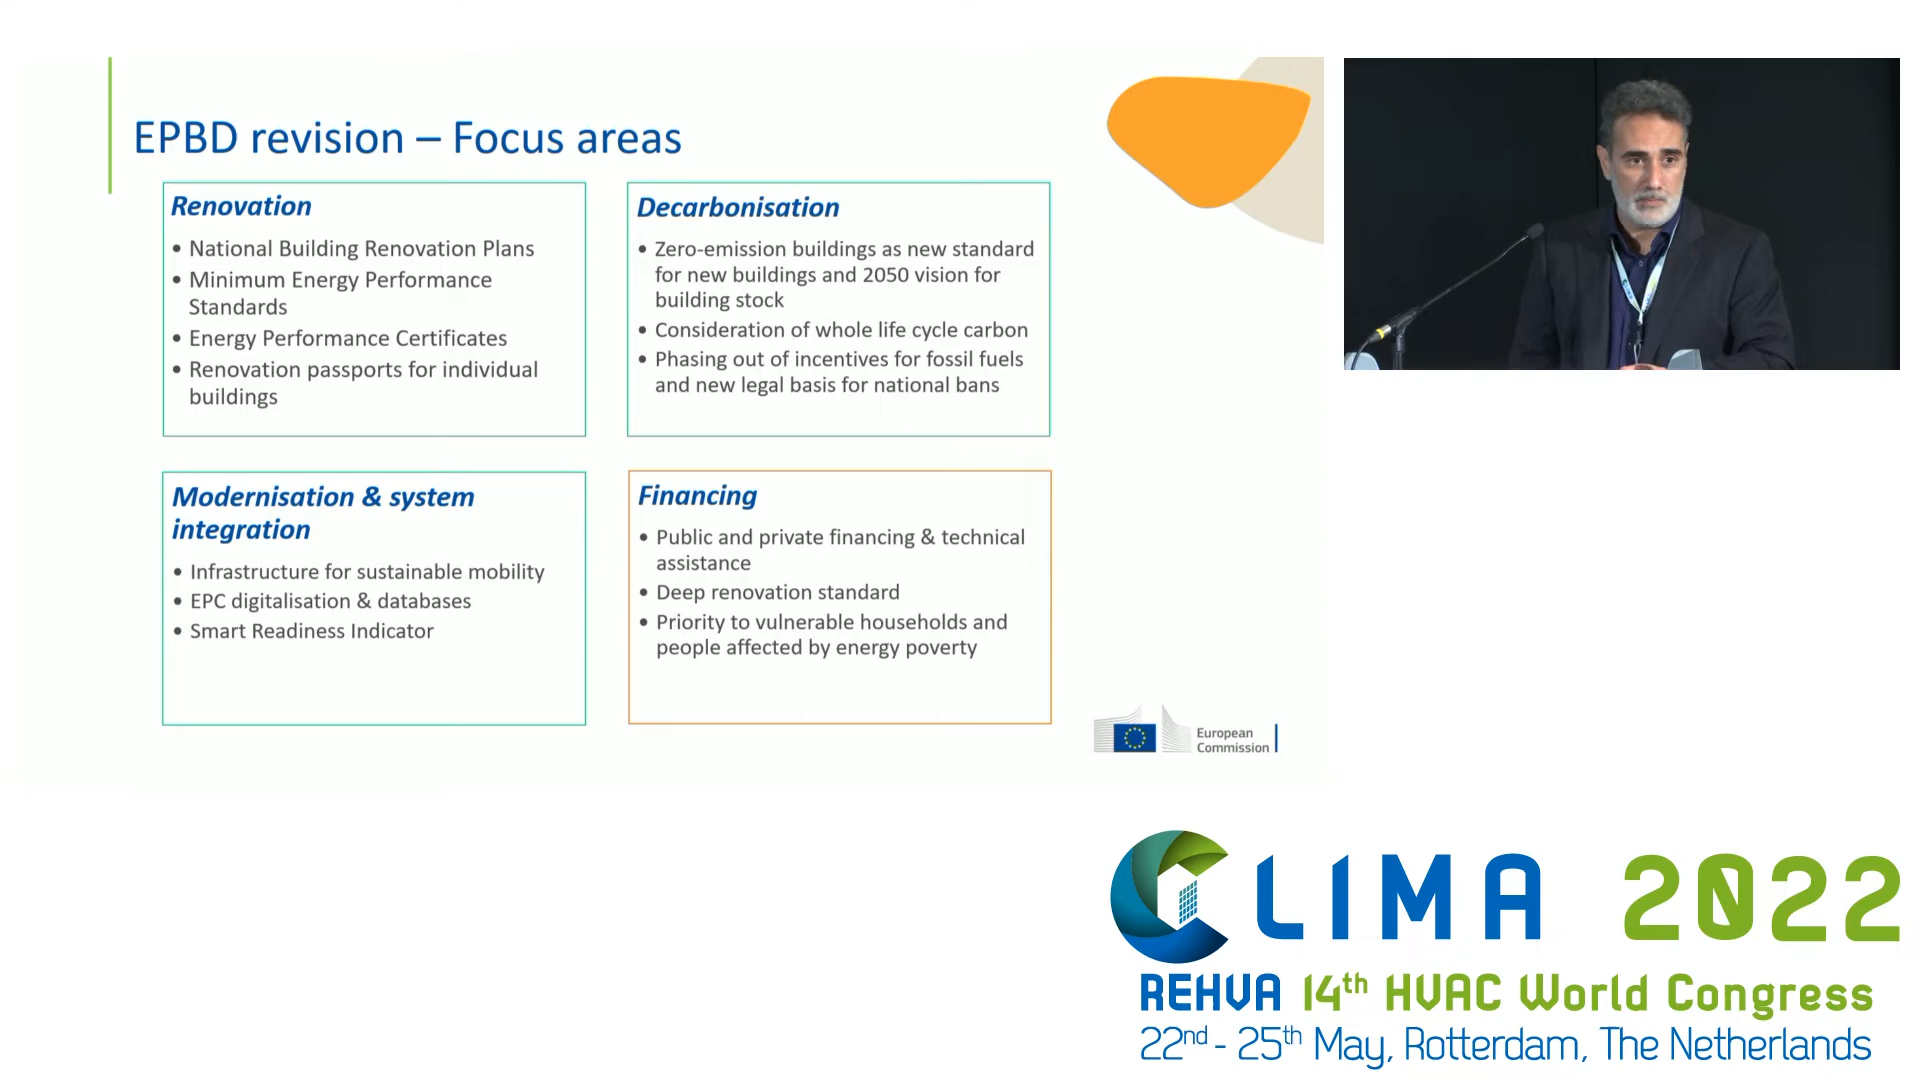 EPBD revision – Focus areas
Renovation
• National Building Renovation Plans
• Minimum Energy Performance
Standards
• Energy Performance Certificates
• Renovation passports for individual
buildings
Decarbonisation
• Zero-emission buildings as new standard
for new buildings and 2050 vision for
building stock
• Consideration of whole life cycle carbon
• Phasing out of incentives for fossil fuels
and new legal basis for national bans
Modernisation & system
integration
• Infrastructure for sustainable mobility
• EPC digitalisation & databases
• Smart Readiness Indicator
Financing
• Public and private financing & technical
assistance
• Deep renovation standard
• Priority to vulnerable households and
people affected by energy poverty
European
Commission
CLIMA 2022
REHVA 14th HVAC World Congress
22nd - 25th May, Rotterdam, The Netherlands